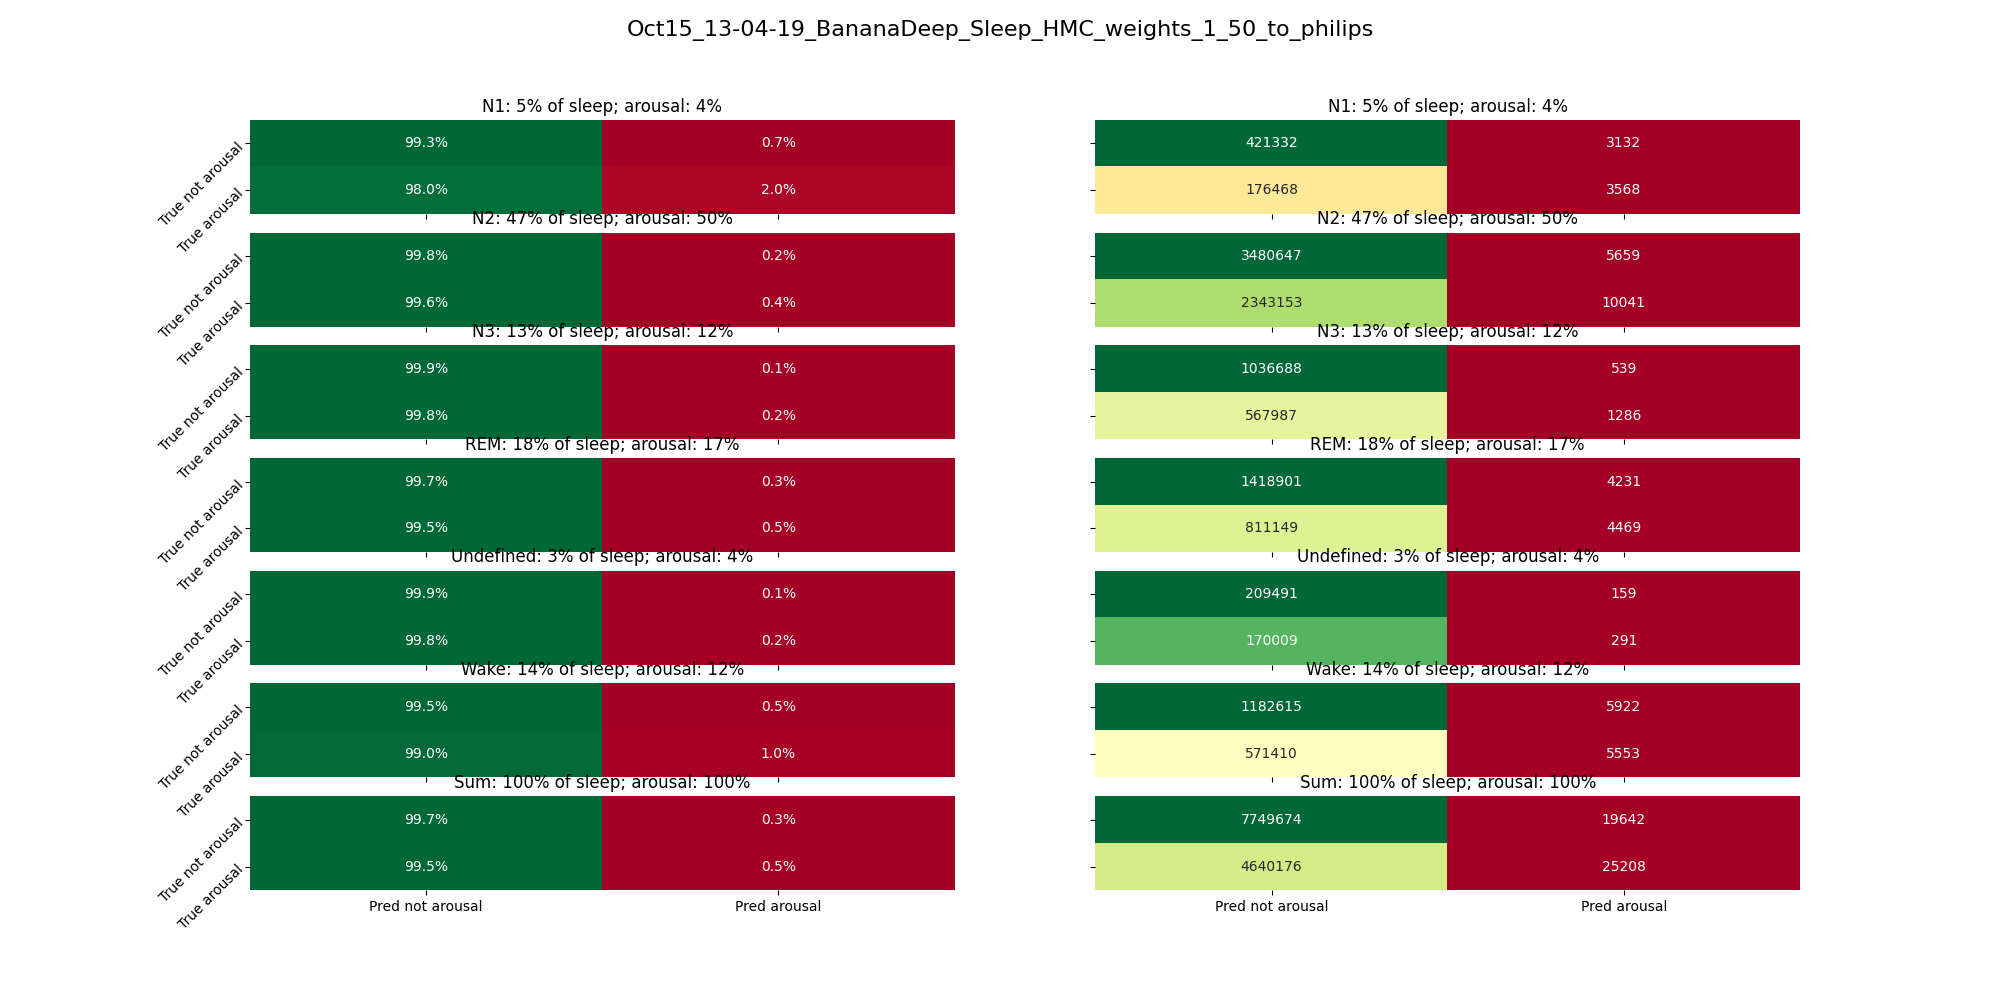 Oct15_13-04-19_BananaDeep_Sleep_HMC_weights_1_50_to_philips
N1: 5% of sleep; arousal: 4%
N1: 5% of sleep; arousal: 4%
True not arousal
99.3%
0.7%
421332
3132
True arousal
98.0%
2.0%
176468
3568
N2: 47% of sleep; arousal: 50%
N2: 47% of sleep; arousal: 50%
True not arousal
99.8%
0.2%
3480647
5659
True arousal
99.6%
0.4%
2343153
10041
N3: 13% of sleep; arousal: 12%
N3: 13% of sleep; arousal: 12%
True not arousal
99.9%
0.1%
1036688
539
True arousal
99.8%
0.2%
567987
1286
REM: 18% of sleep; arousal: 17%
REM: 18% of sleep; arousal: 17%
True not arousal
99.7%
0.3%
1418901
4231
True arousal
99.5%
0.5%
811149
4469
Undefined: 3% of sleep; arousal: 4%
Undefined: 3% of sleep; arousal: 4%
True not arousal
99.9%
0.1%
209491
159
True arousal
99.8%
0.2%
170009
291
Wake: 14% of sleep; arousal: 12%
Wake: 14% of sleep; arousal: 12%
True not arousal
99.5%
0.5%
1182615
5922
True arousal
99.0%
1.0%
571410
5553
Sum: 100% of sleep; arousal: 100%
Sum: 100% of sleep; arousal: 100%
True not arousal
99.7%
0.3%
7749674
19642
True arousal
99.5%
0.5%
4640176
25208
Pred not arousal
Pred arousal
Pred not arousal
Pred arousal